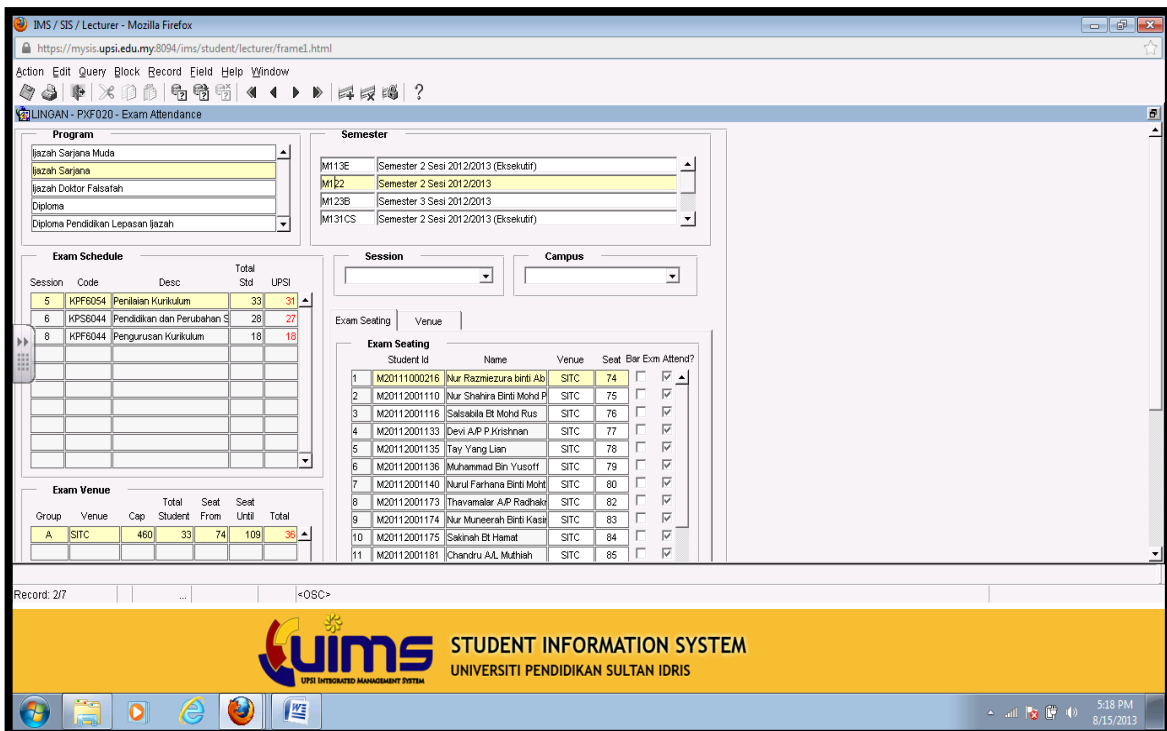 IMS / SIS / Lecturer - Mozilla Firefox
https://mysis.upsi.edu.my:8094/ims/student/lecturer/frame1.html
Action Edit Query Block Record Field Help Window
LINGAN - PXF020 - Exam Attendance
Program
Ijazah Sarjana Muda
Ijazah Sarjana
Ijazah Doktor Falsafah
Diploma
Diploma Pendidikan Lepasan Ijazah
Semester
M113E Semester 2 Sesi 2012/2013 (Eksekutif)
M122 Semester 2 Sesi 2012/2013
M123B Semester 3 Sesi 2012/2013
M131CS Semester 2 Sesi 2012/2013 (Eksekutif)
Exam Schedule
Session Code Desc Total Std UPSI
5 KPF6054 Penilaian Kurikulum 33 31
6 KPS6044 Pendidikan dan Perubahan S 28 27
8 KPF6044 Pengurusan Kurikulum 18 18
Session
Campus
Exam Seating Venue
Exam Seating
Student Id Name Venue Seat Bar Exm Attend?
1 M20111000216 Nur Razmiezura binti Ab SITC 74
2 M20112001110 Nur Shahira Binti Mohd P SITC 75
3 M20112001116 Salsabila Bt Mohd Rus SITC 76
4 M20112001133 Devi A/P P.Krishnan SITC 77
5 M20112001135 Tay Yang Lian SITC 78
6 M20112001136 Muhammad Bin Yusoff SITC 79
7 M20112001140 Nurul Farhana Binti Moht SITC 80
8 M20112001173 Thavamalar A/P Radhakr SITC 82
9 M20112001174 Nur Muneerah Binti Kasir SITC 83
10 M20112001175 Sakinah Bt Hamat SITC 84
11 M20112001181 Chandru A/L Muthiah SITC 85
Exam Venue
Group Venue Cap Total Student Seat From Seat Until Total
A SITC 460 33 74 109 36
Record: 2/7 ... <OSC>
uims
UPSI INTEGRATED MANAGEMENT SYSTEM
STUDENT INFORMATION SYSTEM
UNIVERSITI PENDIDIKAN SULTAN IDRIS
5:18 PM
8/15/2013